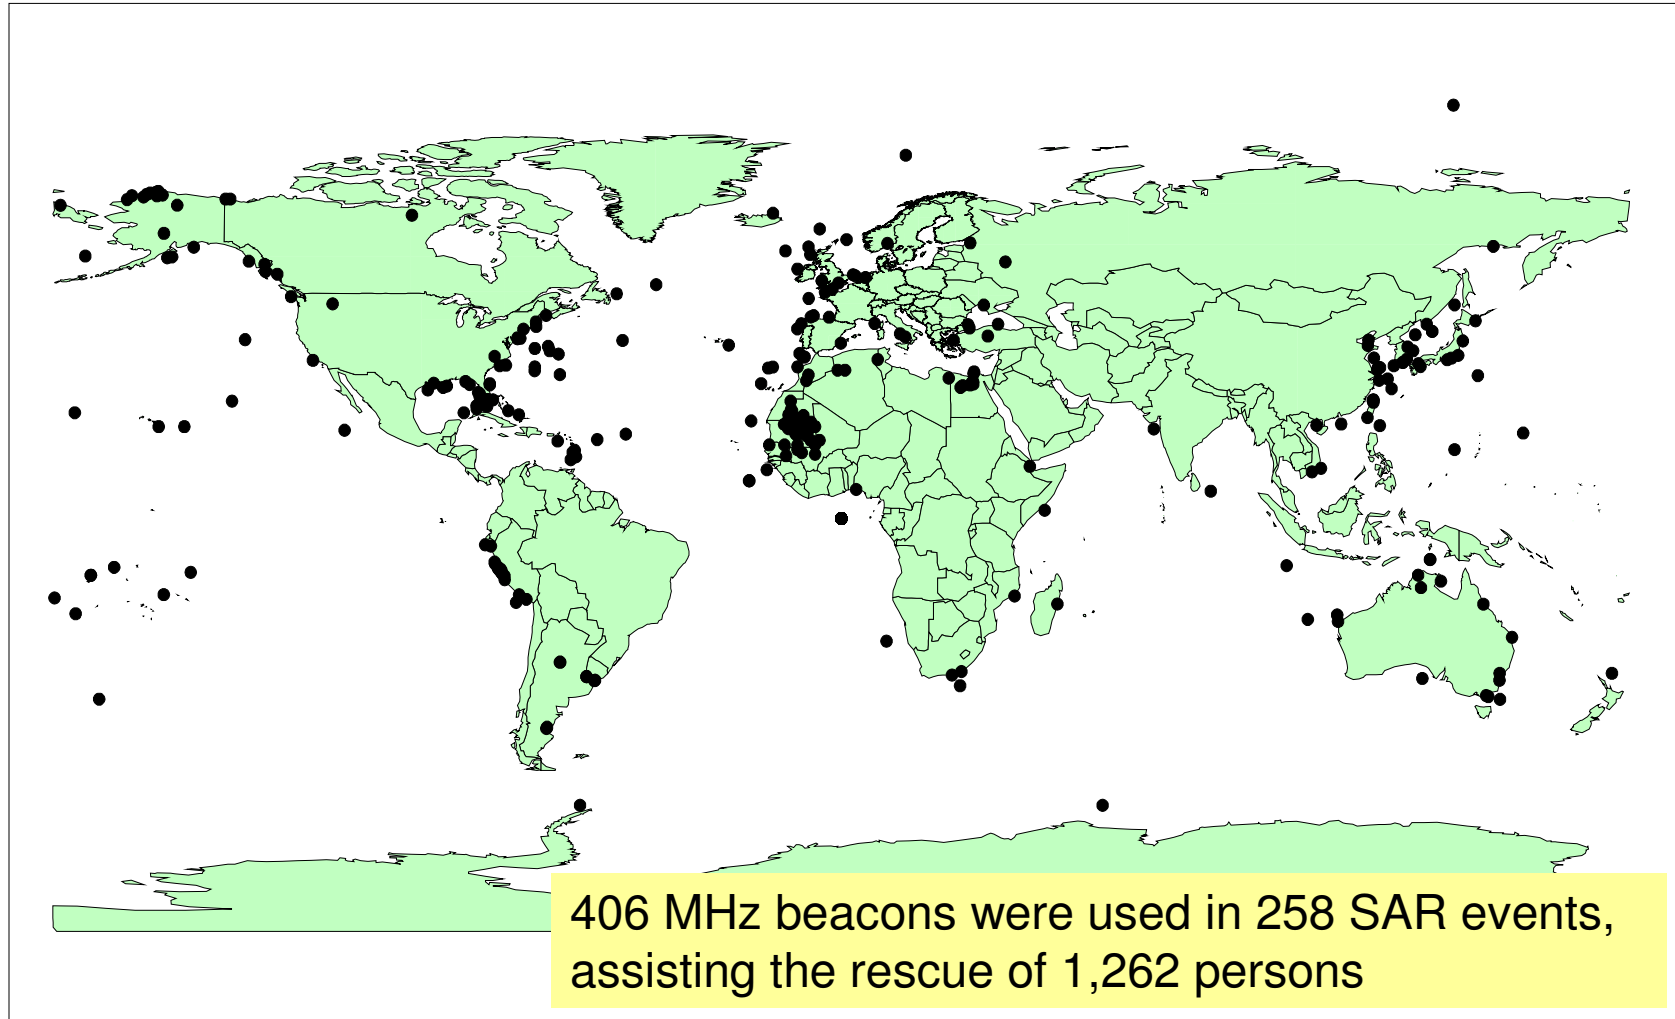 406 MHz beacons were used in 258 SAR events,
assisting the rescue of 1,262 persons